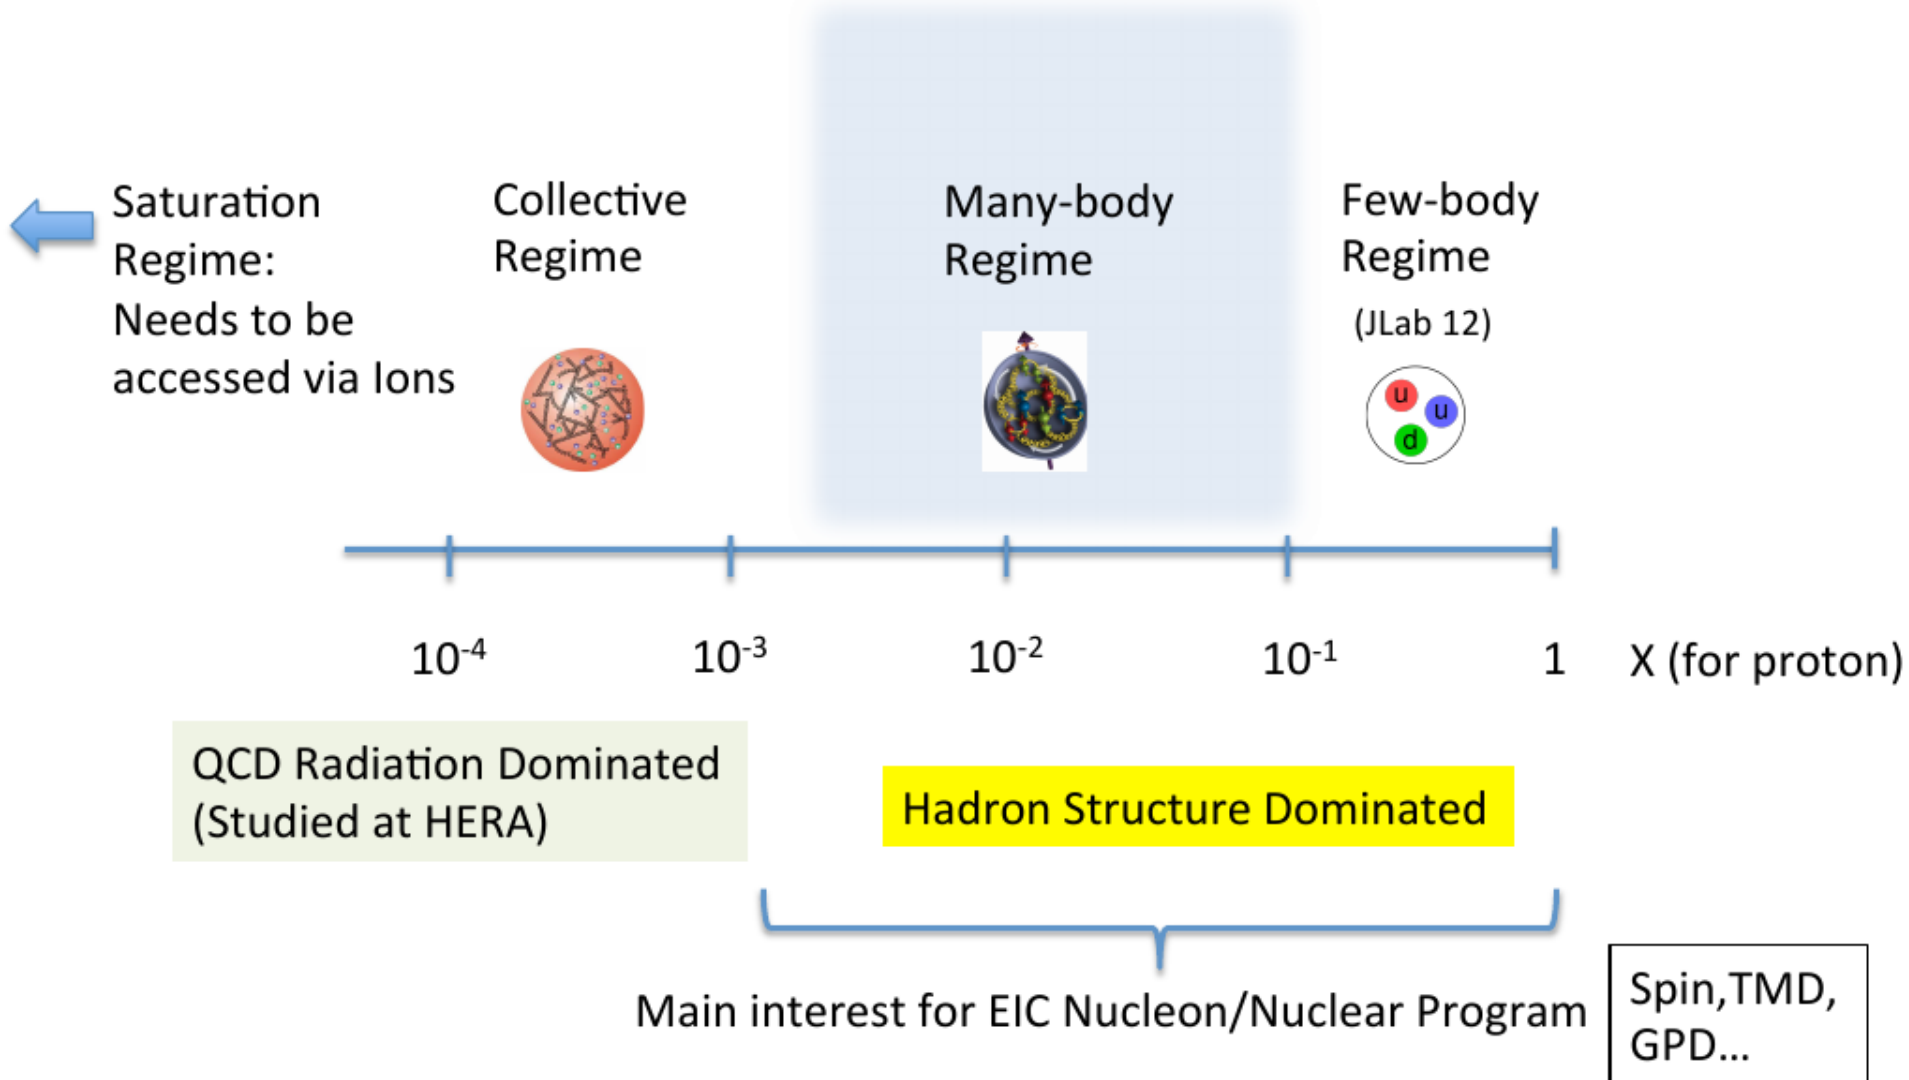 Saturation
Regime:
Needs to be
accessed via Ions
Collective
Regime
Many-body
Regime
Few-body
Regime
(JLab 12)
u
u
d
10-4
10-3
10-2
10-1
1
X (for proton)
QCD Radiation Dominated
(Studied at HERA)
Hadron Structure Dominated
Main interest for EIC Nucleon/Nuclear Program
Spin,TMD,
GPD...